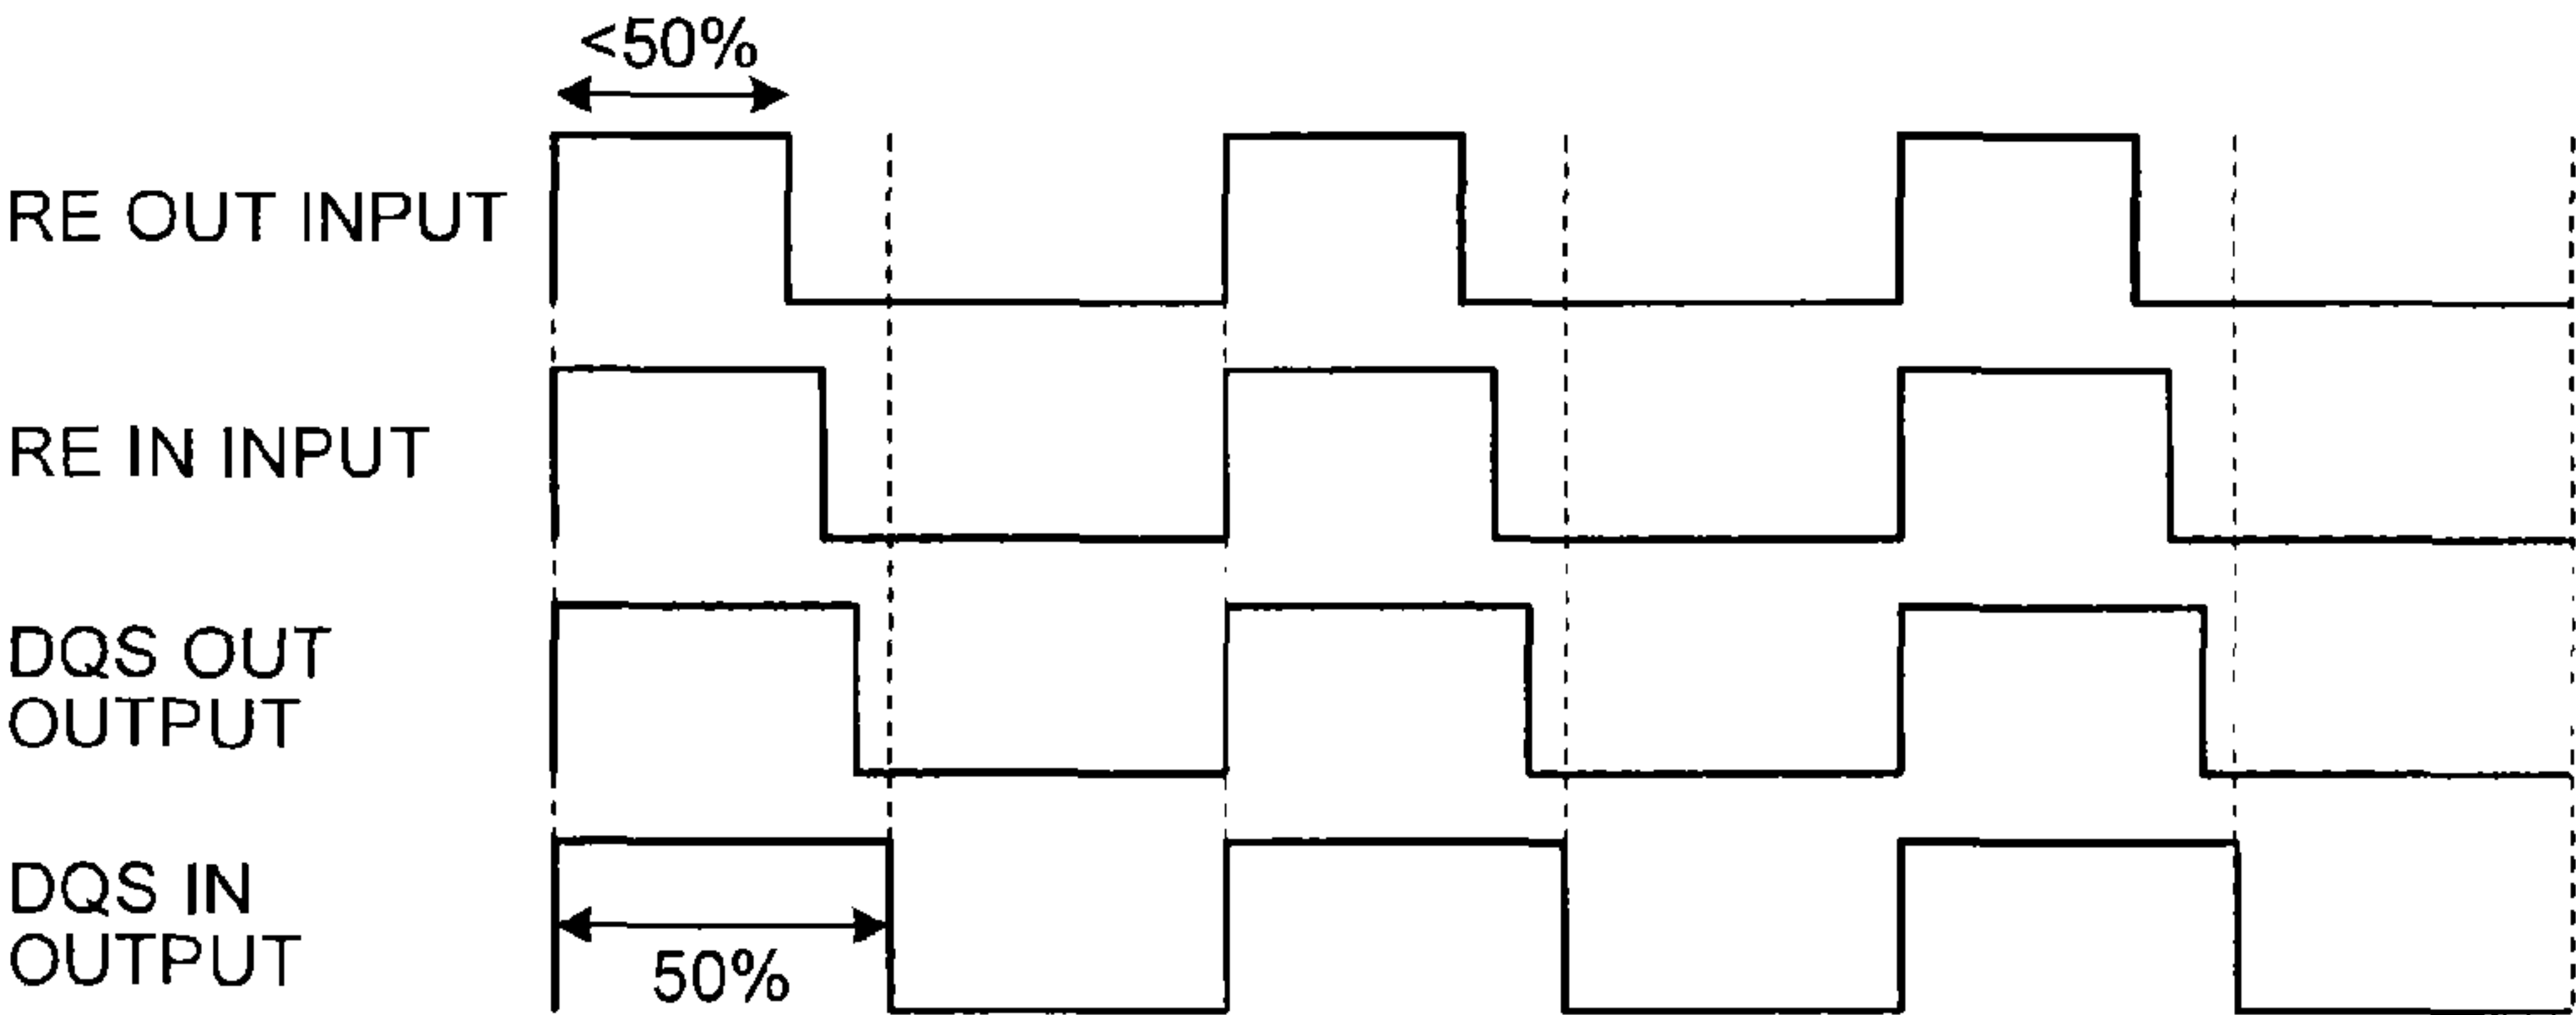 <50%
RE OUT INPUT
RE IN INPUT
DQS OUT
OUTPUT
DQS IN
OUTPUT
50%